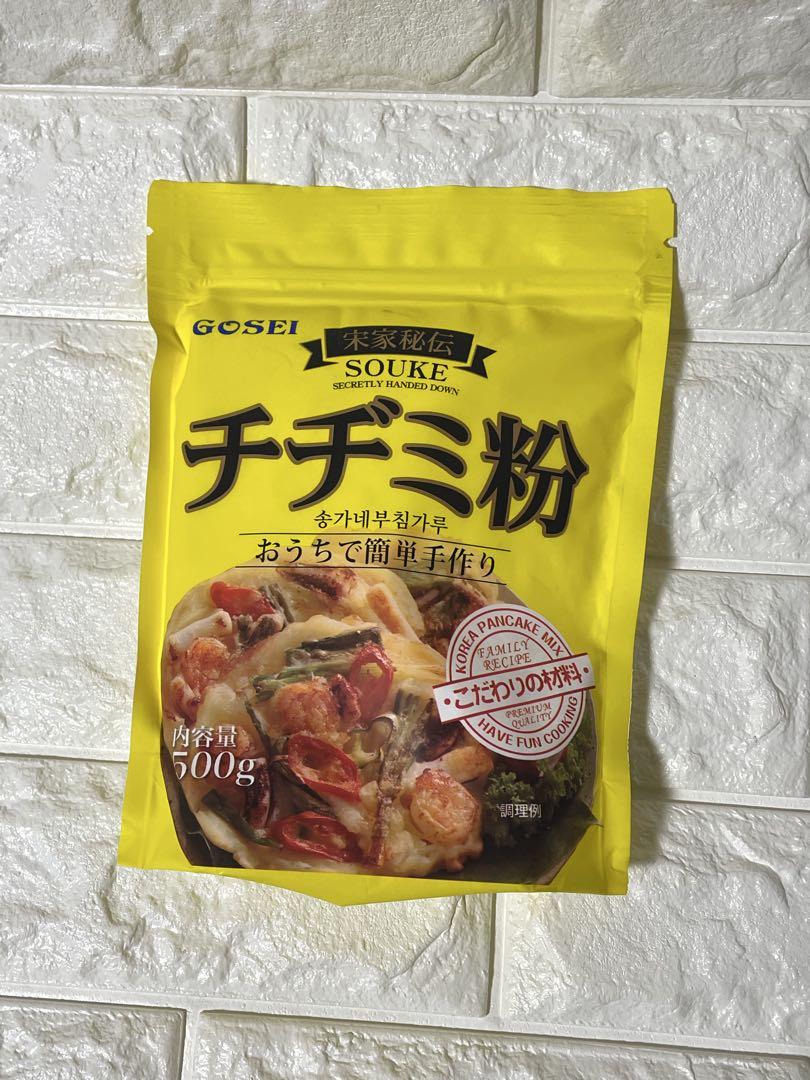 GOSEI
宋家秘伝
SOUKE
SECRETLY HANDED DOWN
チヂミ粉
송가네부침가루
おうちで簡単手作り
KOREA PANCAKE MIX
FAMILY
RECIPE
・こだわりの材料・
PREMIUM
QUALITY
HAVE FUN COOKING
内容量
500g
調理例